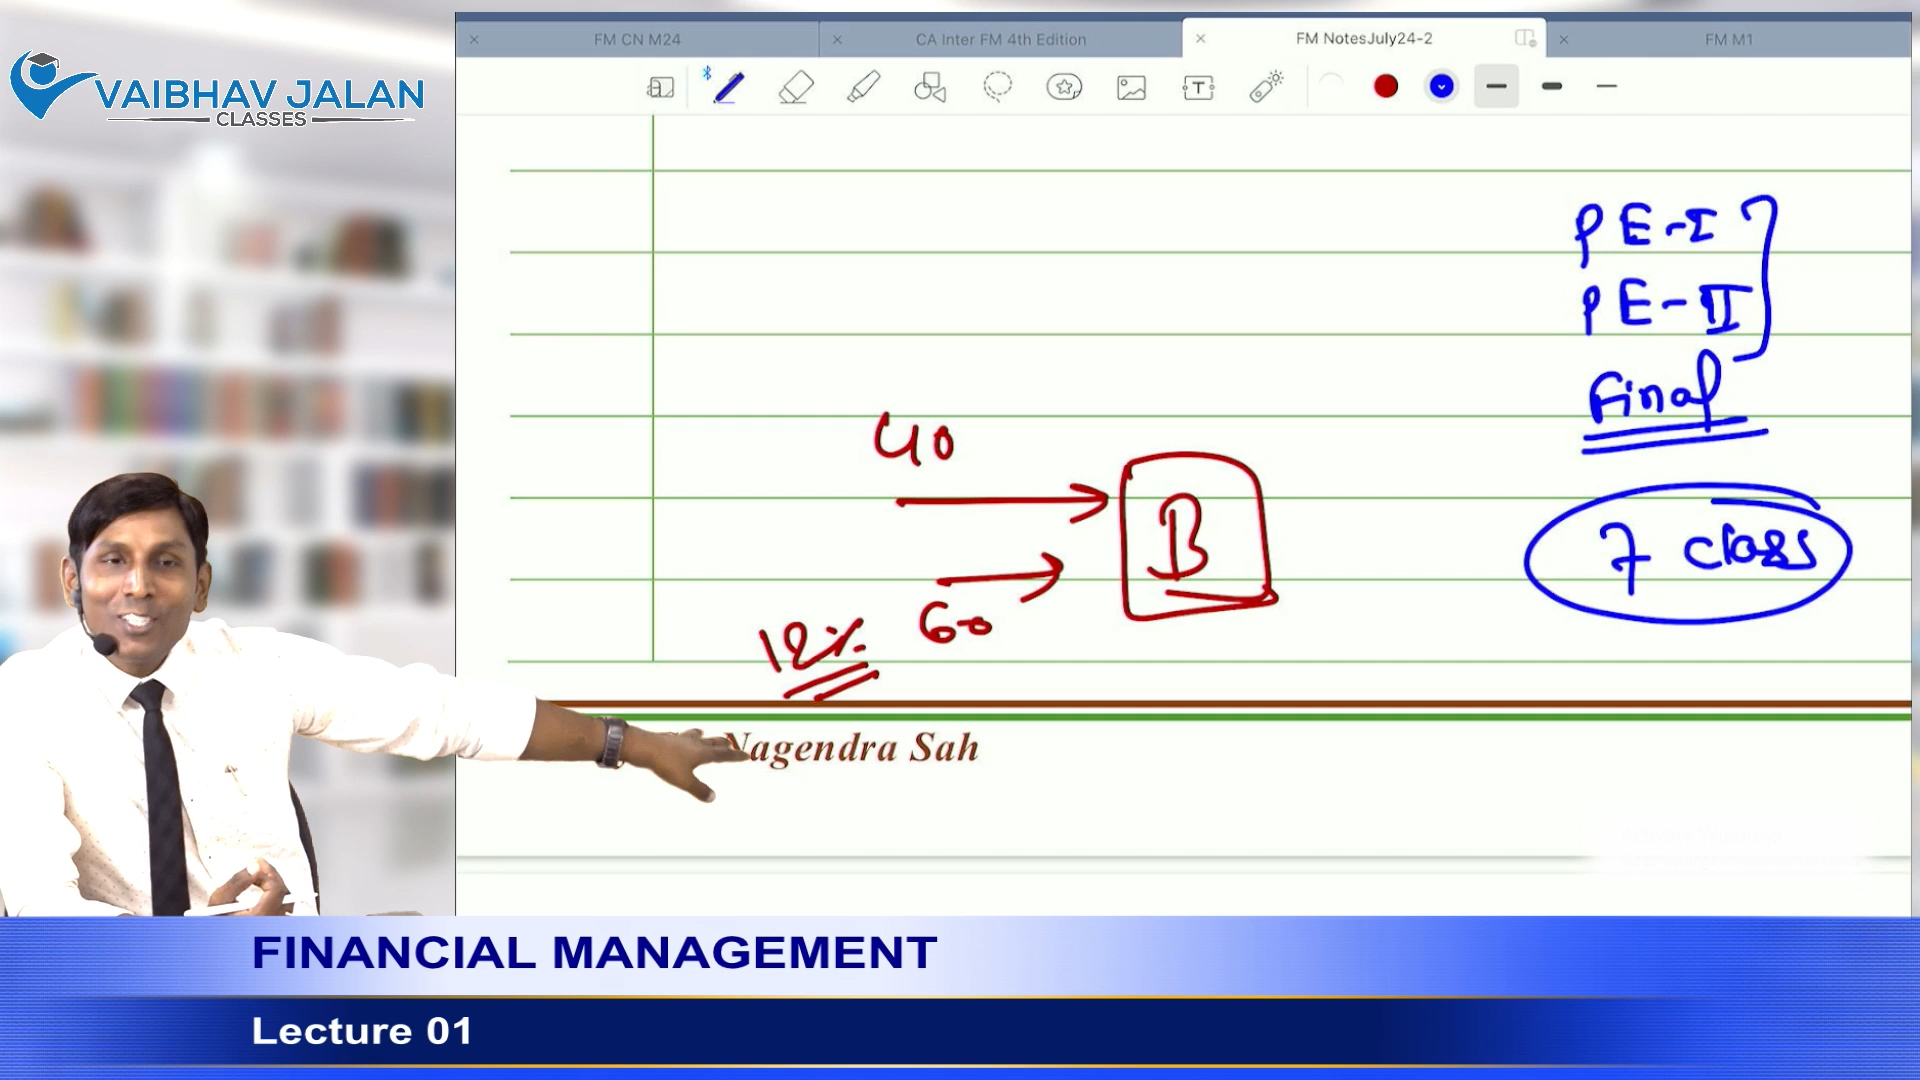 VAIBHAV JALAN
CLASSES
FM CN M24
CA Inter FM 4th Edition
FM NotesJuly24-2
FM M1
T
PE-I
PE-II
Final
7 class
40
B
60
12%
Nagendra Sah
FINANCIAL MANAGEMENT
Lecture 01